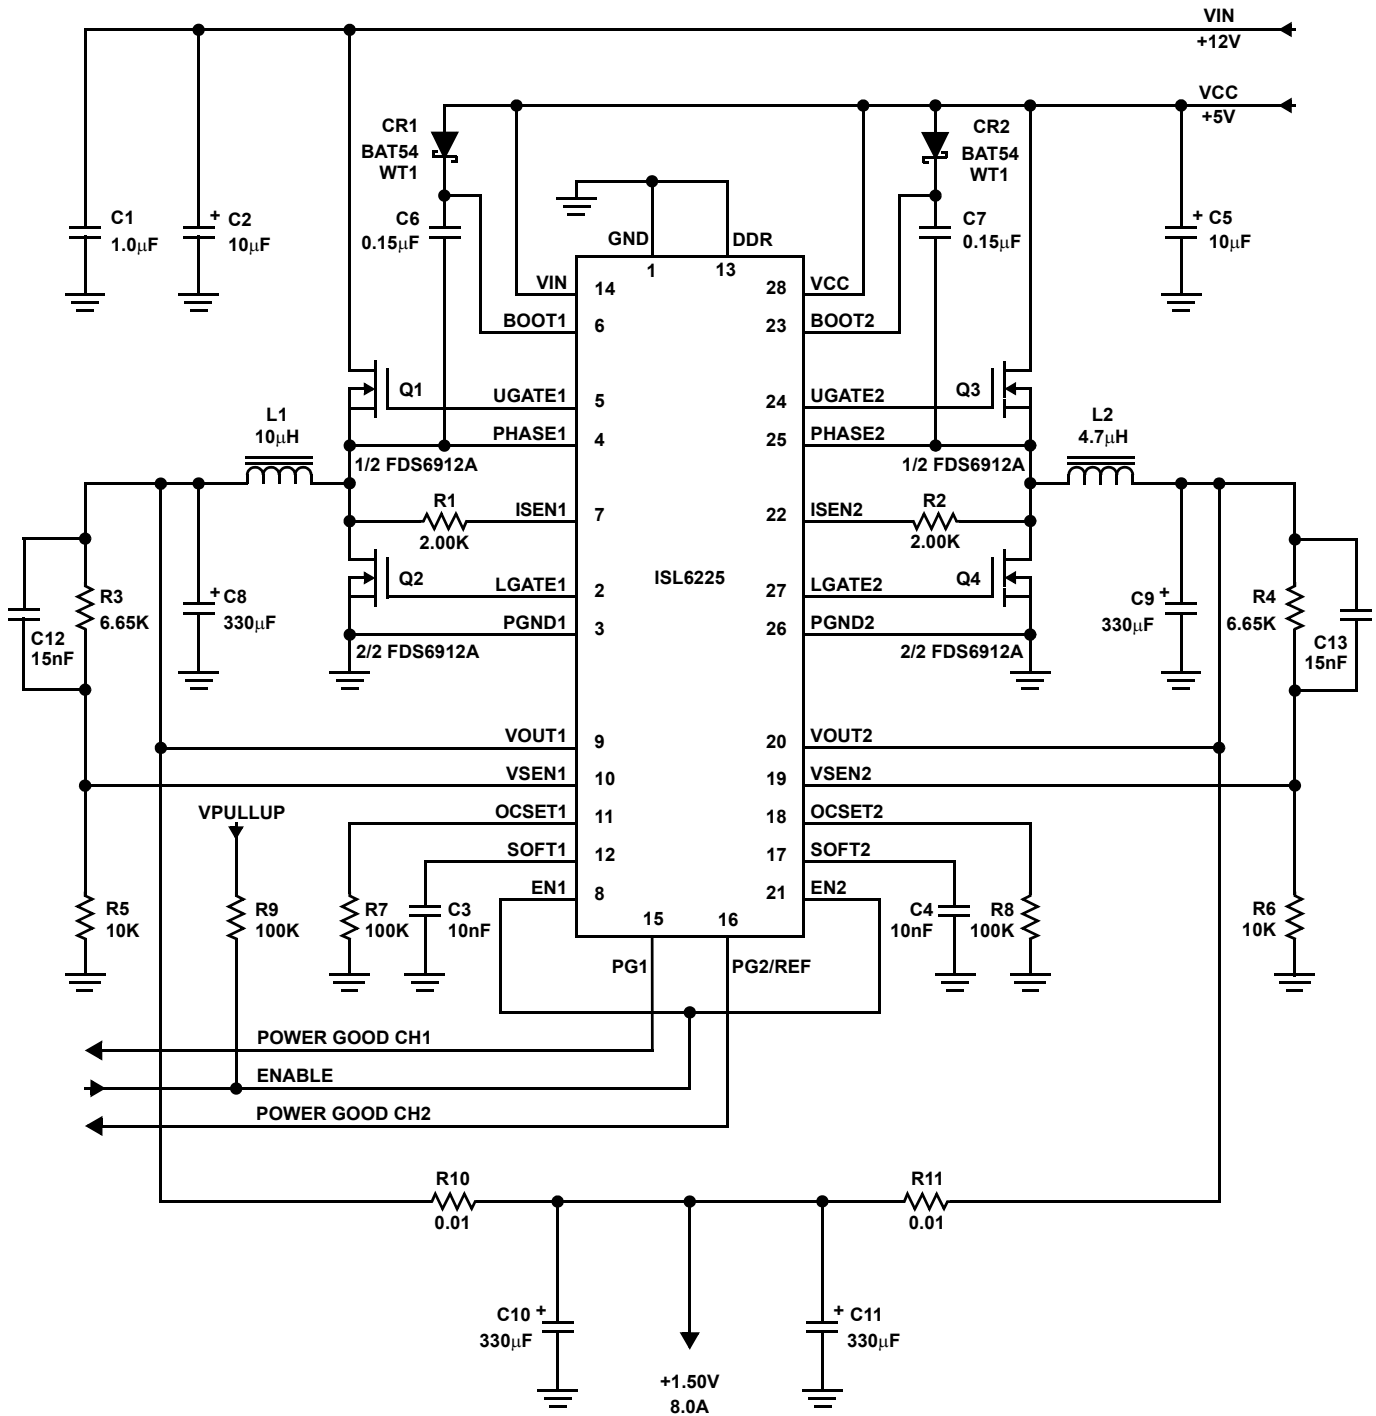 VIN
+12V
VCC
+5V
CR1
BAT54
WT1
CR2
BAT54
WT1
C1
1.0µF
+ C2
10µF
C6
0.15µF
GND
DDR
C7
0.15µF
+ C5
10µF
1
13
VIN
14
28
VCC
BOOT1
6
23
BOOT2
Q1
UGATE1
5
24
UGATE2
Q3
L1
10µH
PHASE1
4
25
PHASE2
L2
4.7µH
1/2 FDS6912A
1/2 FDS6912A
R1
2.00K
ISEN1
7
22
ISEN2
R2
2.00K
ISL6225
Q2
LGATE1
2
27
LGATE2
Q4
R3
6.65K
+ C8
330µF
PGND1
3
26
PGND2
C9 +
330µF
R4
6.65K
C12
15nF
2/2 FDS6912A
2/2 FDS6912A
C13
15nF
VOUT1
9
20
VOUT2
VSEN1
10
19
VSEN2
VPULLUP
OCSET1
11
18
OCSET2
SOFT1
12
17
SOFT2
EN1
8
21
EN2
R5
10K
R9
100K
R7
100K
C3
10nF
15
16
C4
10nF
R8
100K
R6
10K
PG1
PG2/REF
POWER GOOD CH1
ENABLE
POWER GOOD CH2
R10
0.01
R11
0.01
C10 +
330µF
+ C11
330µF
+1.50V
8.0A